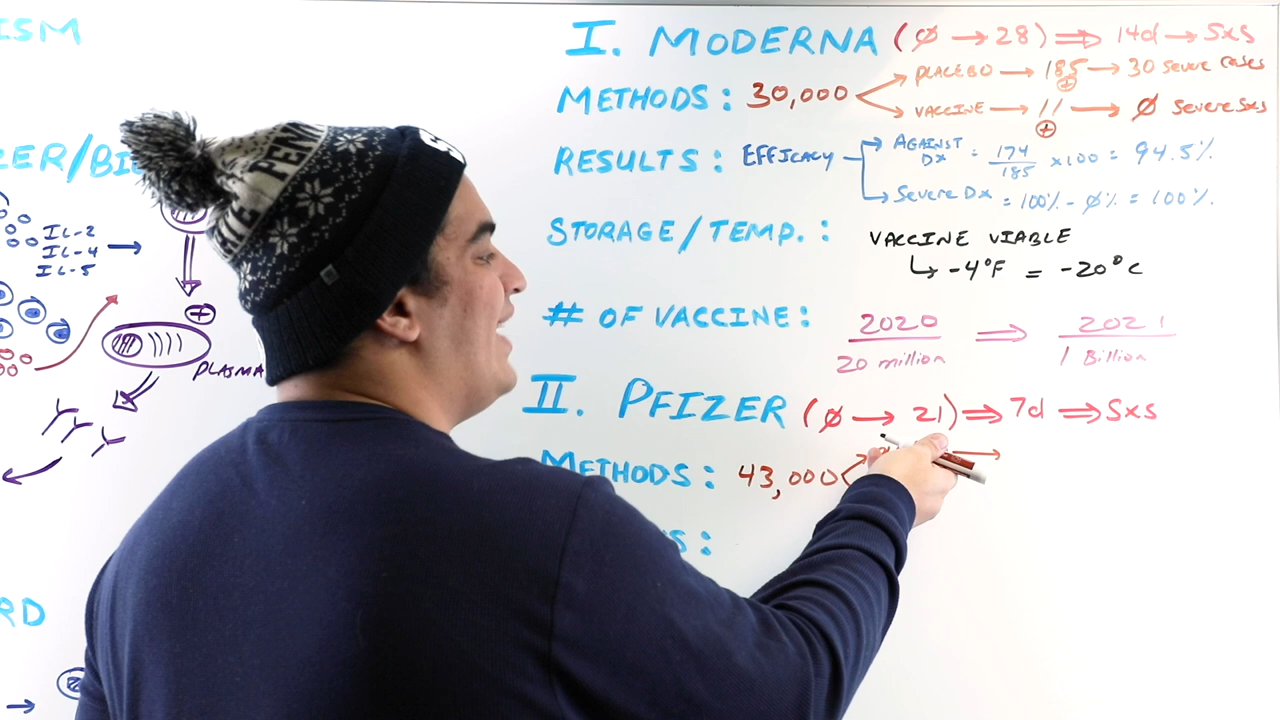 ISM
ZER/BI
IL-2
IL-4
IL-5
PLASMA
RD
I. MODERNA (∅ → 28) ⇒ 14d → Sxs
METHODS: 30,000
PLACEBO → 185 → 30 severe cases
+
VACCINE → 11 → ∅ severe Sxs
+
RESULTS: EFFICACY
AGAINST DX = 174/185 x100 = 94.5%
Severe Dx = 100% - ∅% = 100%.
STORAGE/TEMP.: VACCINE VIABLE
↳ -4°F = -20°C
# OF VACCINE: 2020 ⇒ 2021
20 million 1 Billion
II. PFIZER (∅ → 21) ⇒ 7d ⇒ Sxs
METHODS: 43,000
S: